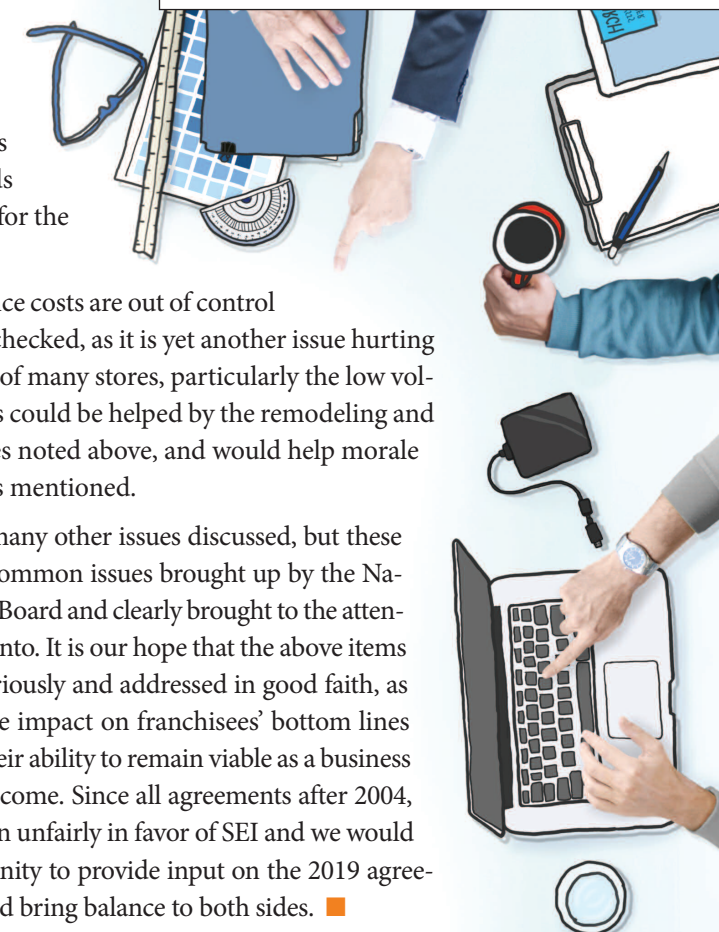 RCH
for the
ce costs are out of control
checked, as it is yet another issue hurting
of many stores, particularly the low vol-
s could be helped by the remodeling and
es noted above, and would help morale
s mentioned.
many other issues discussed, but these
ommon issues brought up by the Na-
Board and clearly brought to the atten-
nto. It is our hope that the above items
riously and addressed in good faith, as
e impact on franchisees’ bottom lines
eir ability to remain viable as a business
come. Since all agreements after 2004,
n unfairly in favor of SEI and we would
nity to provide input on the 2019 agree-
d bring balance to both sides.